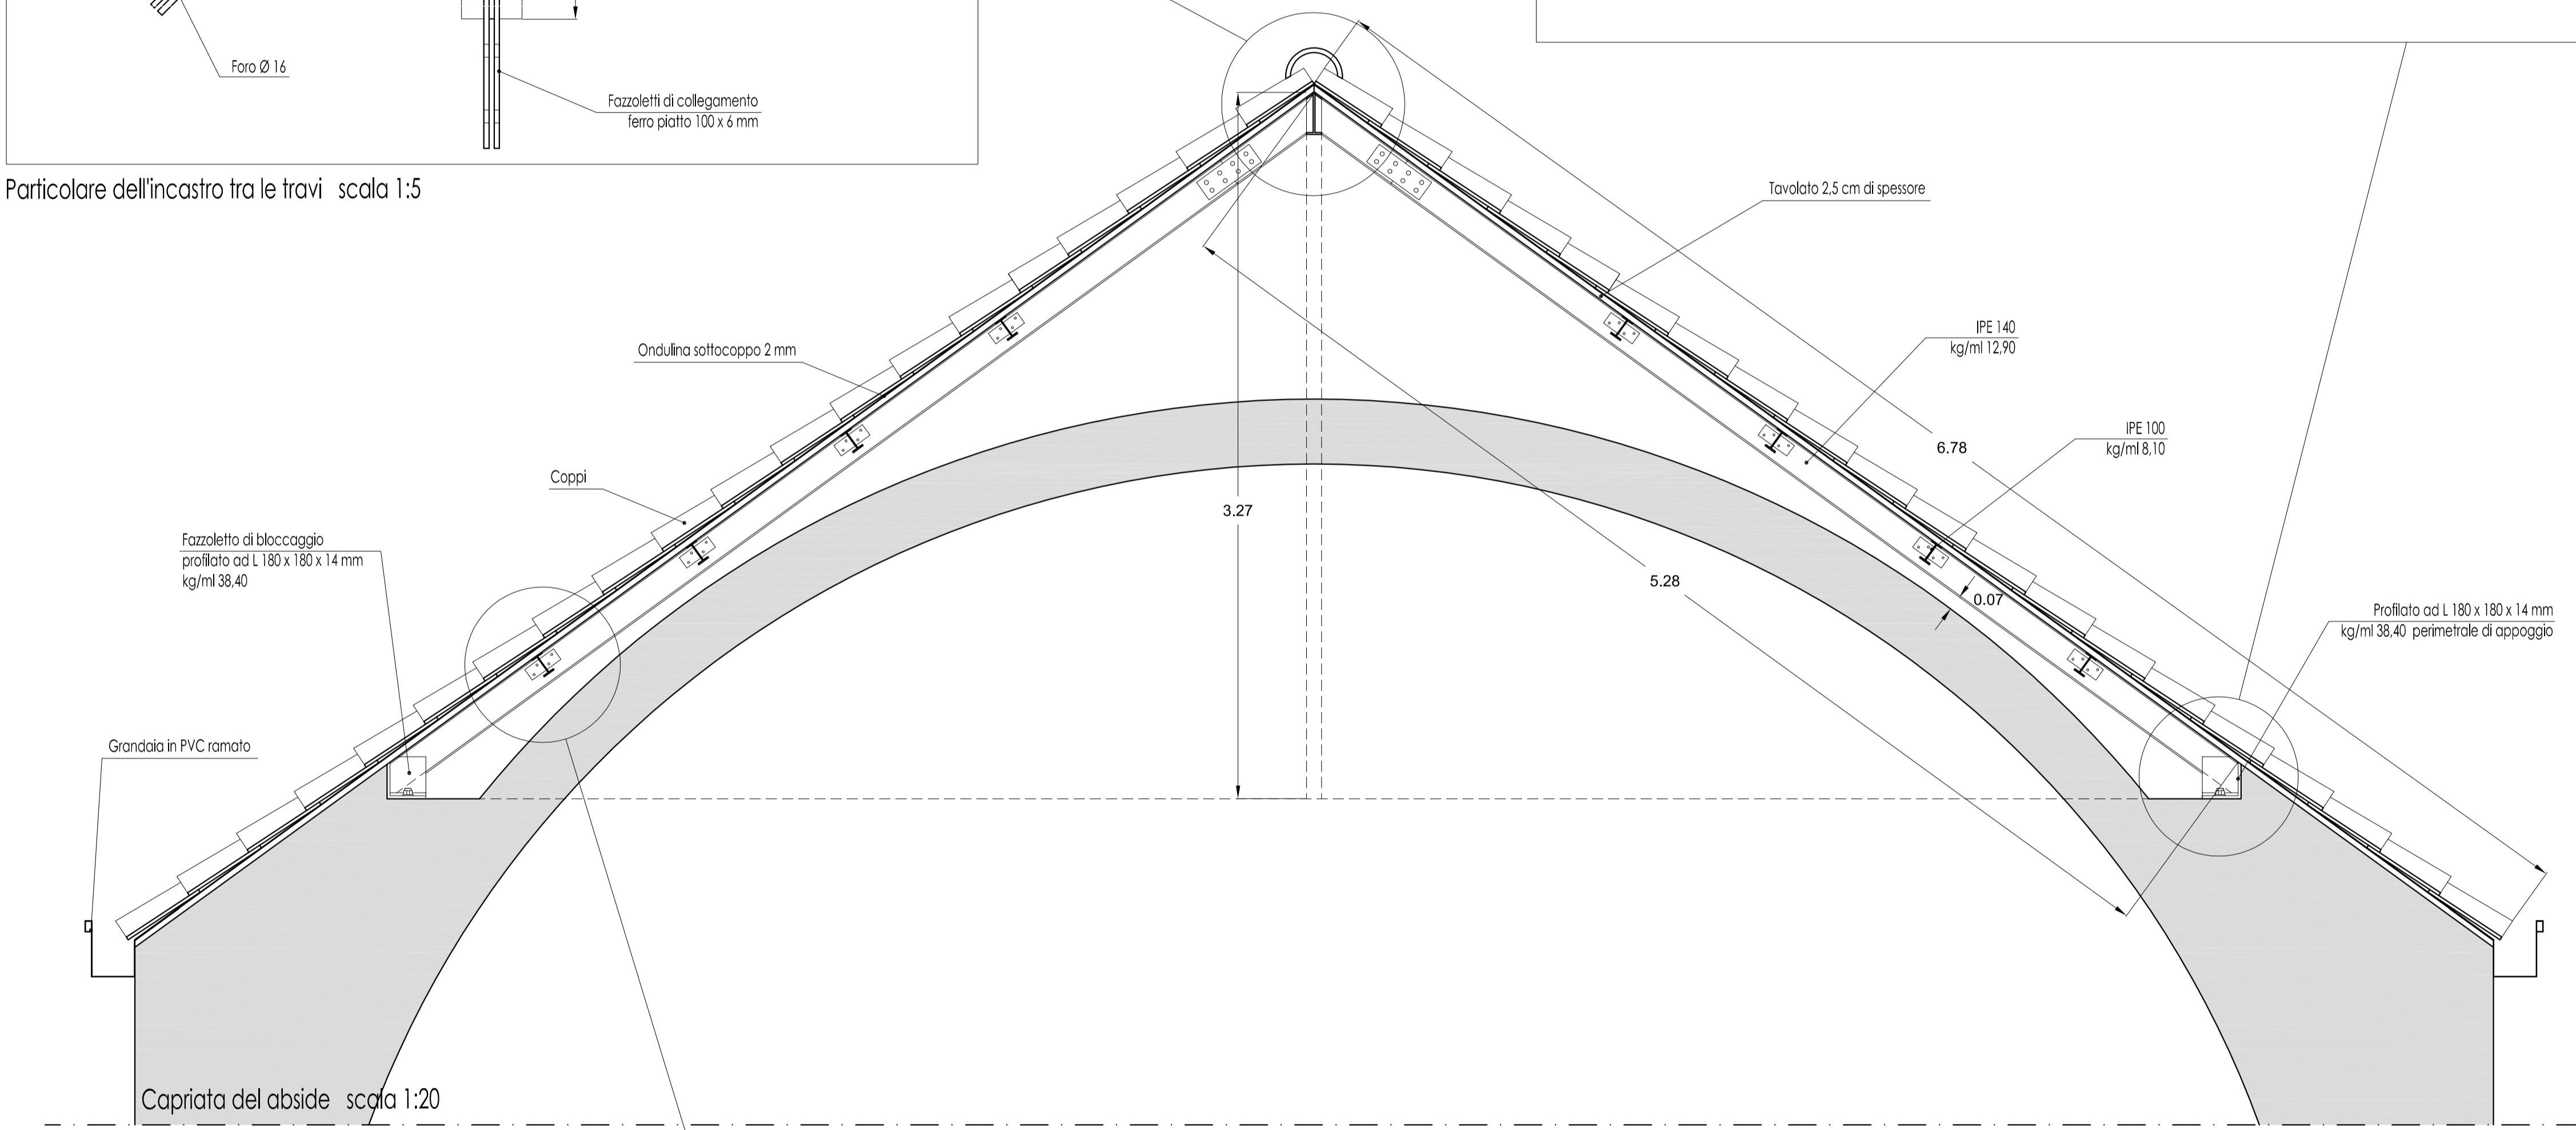 Foro Ø 16
Fazzoletti di collegamento
ferro piatto 100 x 6 mm
Particolare dell'incastro tra le travi scala 1:5
Tavolato 2,5 cm di spessore
Ondulina sottocoppo 2 mm
IPE 140
kg/ml 12,90
IPE 100
kg/ml 8,10
6.78
Coppi
3.27
Fazzoletto di bloccaggio
profilato ad L 180 x 180 x 14 mm
kg/ml 38,40
5.28
0.07
Profilato ad L 180 x 180 x 14 mm
kg/ml 38,40 perimetrale di appoggio
Grandaia in PVC ramato
Capriata del abside scala 1:20